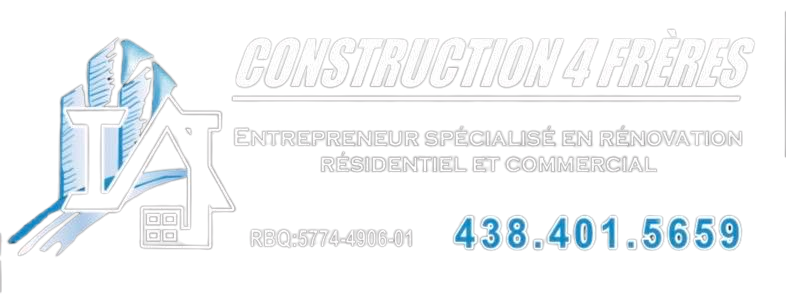 CONSTRUCTION 4 FRÈRES
ENTREPRENEUR SPÉCIALISÉ EN RÉNOVATION
RÉSIDENTIEL ET COMMERCIAL
RBQ:5774-4906-01
438.401.5659